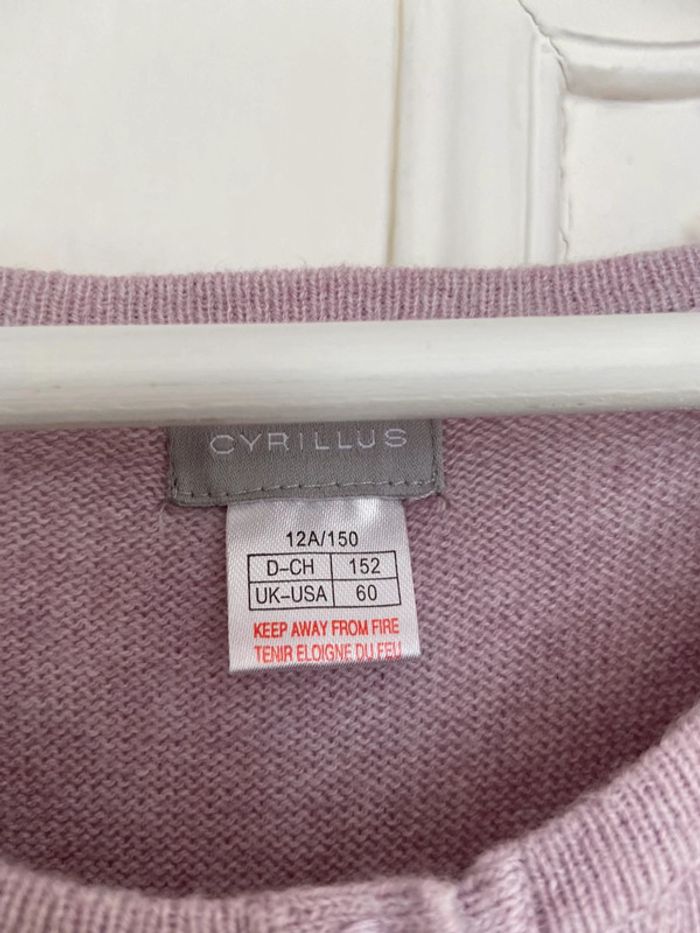 CYRILLUS
12A/150
D-CH 152
UK-USA 60
KEEP AWAY FROM FIRE
TENIR ELOIGNE DU FEU